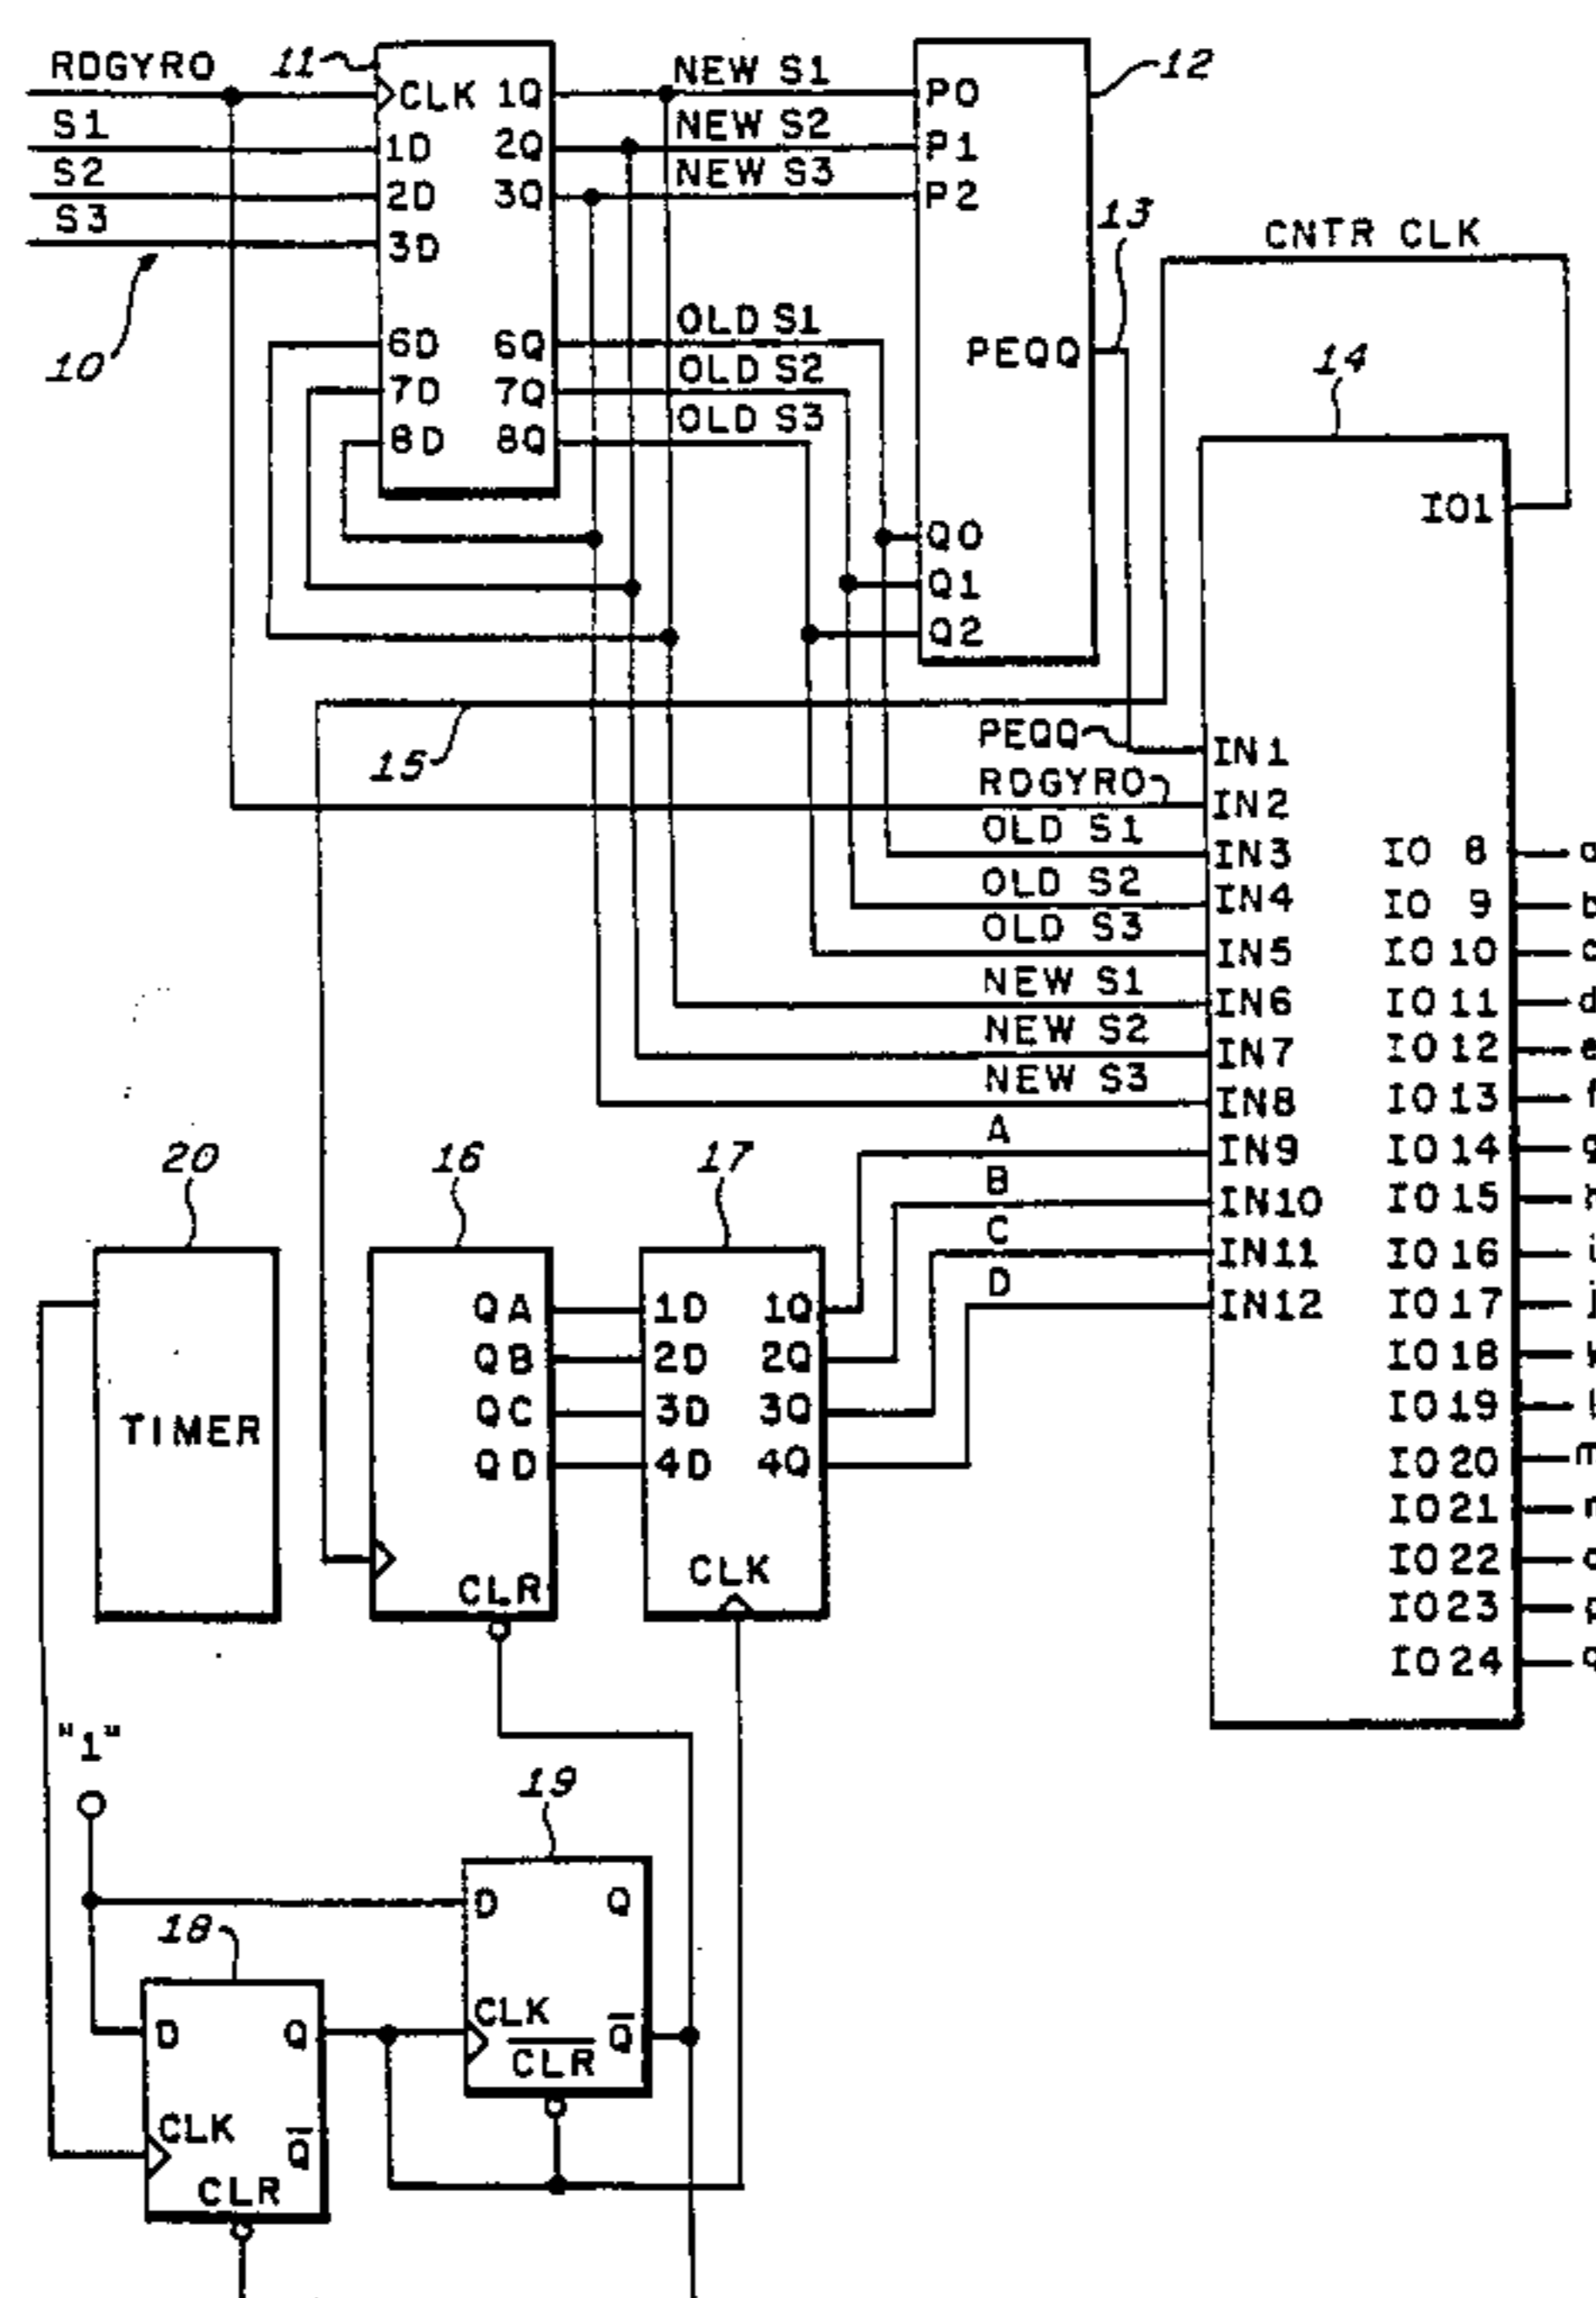 RDGYRO
S1
S2
S3
10
11
CLK
1D
2D
3D
6D
7D
8D
1Q
2Q
3Q
6Q
7Q
8Q
NEW S1
NEW S2
NEW S3
OLD S1
OLD S2
OLD S3
12
P0
P1
P2
PEQQ
Q0
Q1
Q2
13
CNTR CLK
14
IO1
15
PEQQ
RDGYRO
OLD S1
OLD S2
OLD S3
NEW S1
NEW S2
NEW S3
A
B
C
D
IN1
IN2
IN3
IN4
IN5
IN6
IN7
IN8
IN9
IN10
IN11
IN12
IO 8
IO 9 b
IO 10
IO 11 d
IO 12 e
IO 13 f
IO 14
IO 15
IO 16 i
IO 17 j
IO 18
IO 19 l
IO 20 m
IO 21
IO 22
IO 23 p
IO 24 q
20
TIMER
16
QA
QB
QC
QD
CLR
17
1D
2D
3D
4D
1Q
2Q
3Q
4Q
CLK
"1"
19
D Q
CLK
CLR Q
18
D Q
CLK
Q
CLR